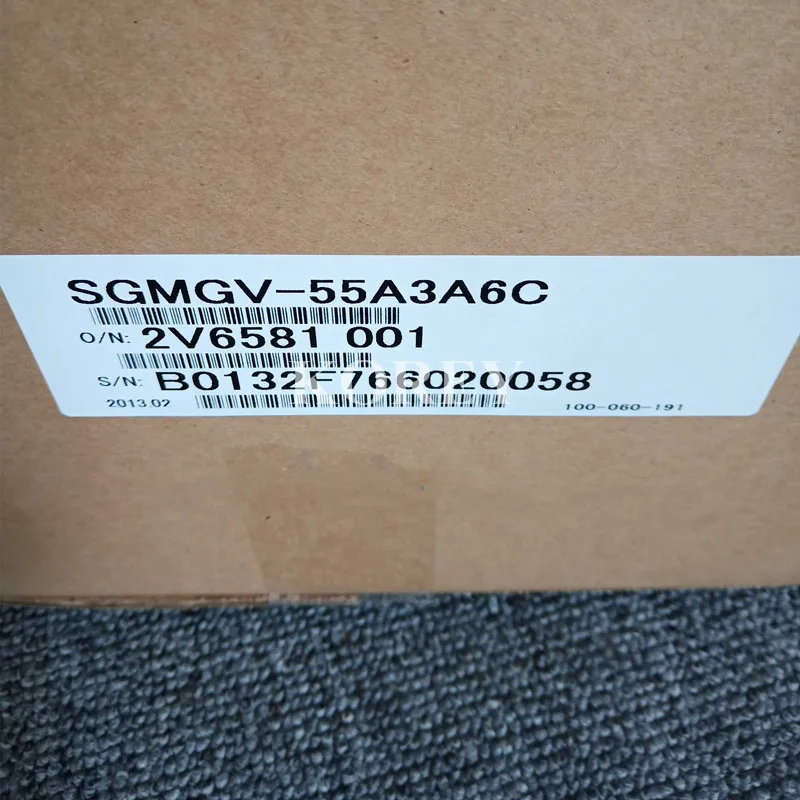 SGMGV-55A3A6C
O/N: 2V6581 001
S/N: B0132F766020058
2013.02 100-060-191